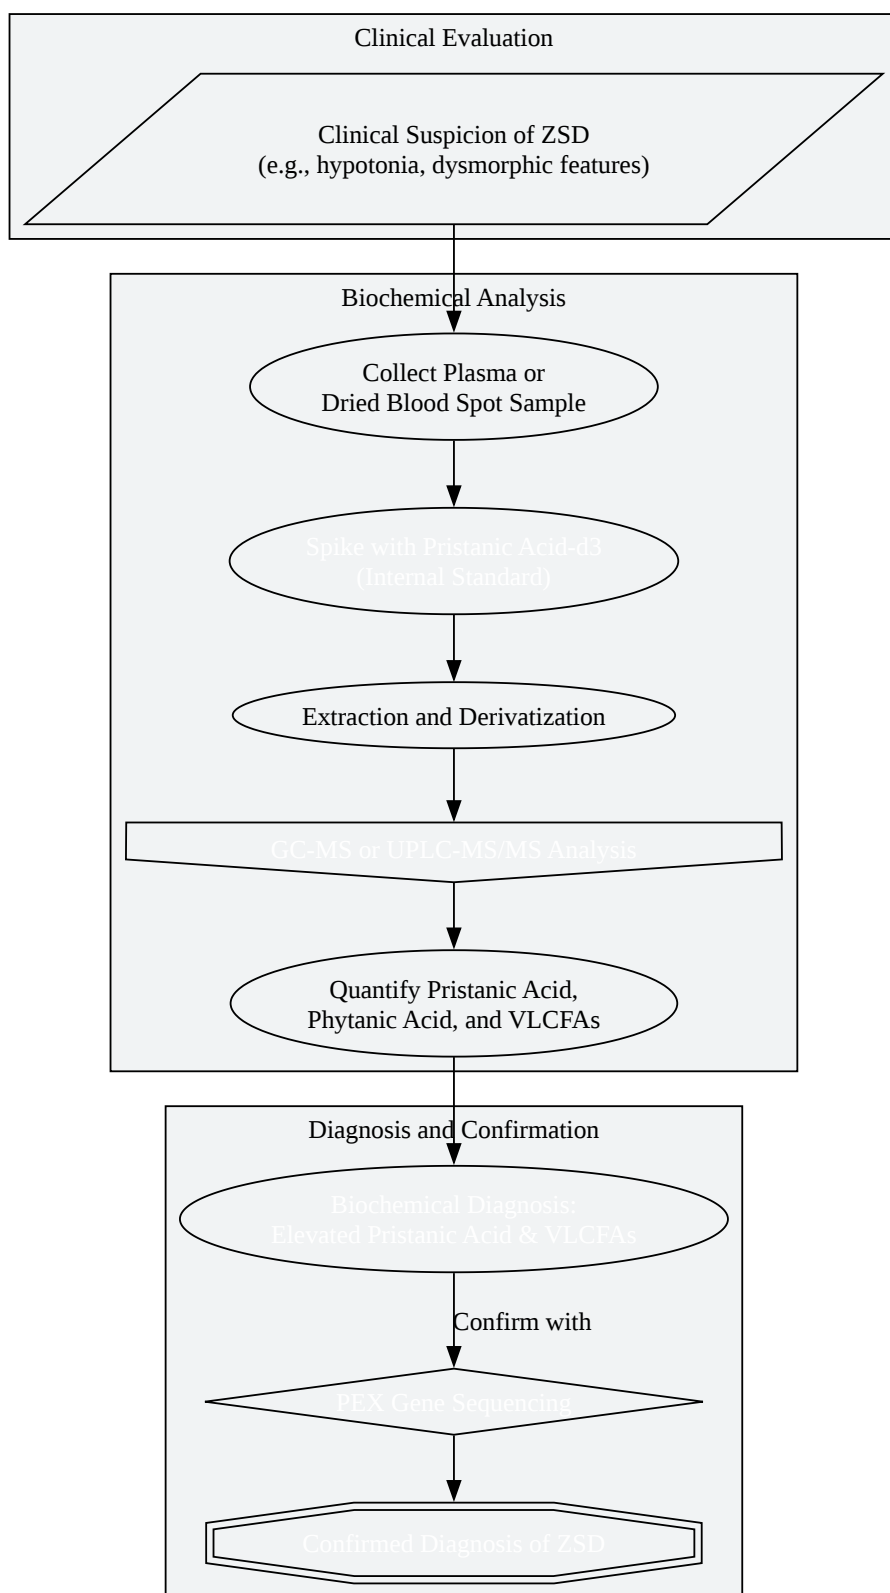 Clinical Evaluation
Clinical Suspicion of ZSD
(e.g., hypotonia, dysmorphic features)
Biochemical Analysis
Collect Plasma or
Dried Blood Spot Sample
Spike with Pristanic Acid-d3
(Internal Standard)
Extraction and Derivatization
GC-MS or UPLC-MS/MS Analysis
Quantify Pristanic Acid,
Phytanic Acid, and VLCFAs
Diagnosis and Confirmation
Biochemical Diagnosis:
Elevated Pristanic Acid & VLCFAs
Confirm with
PEX Gene Sequencing
Confirmed Diagnosis of ZSD